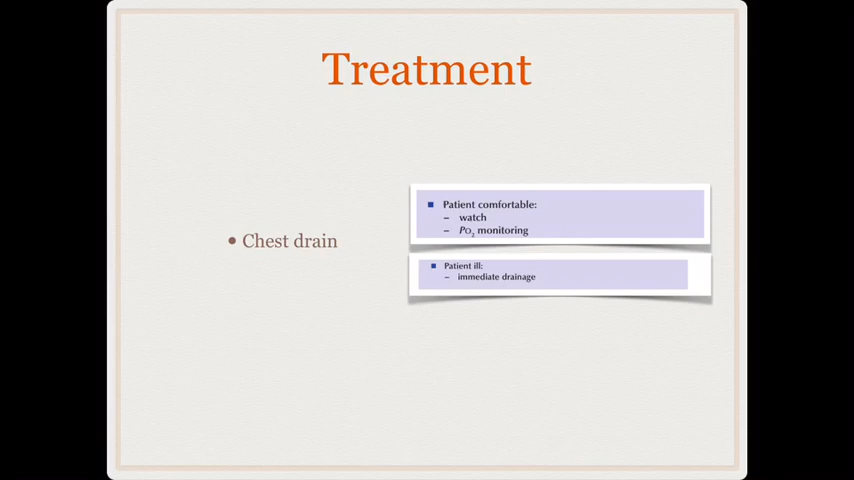 Treatment
• Chest drain
■ Patient comfortable:
– watch
– PO₂ monitoring
■ Patient ill:
– immediate drainage